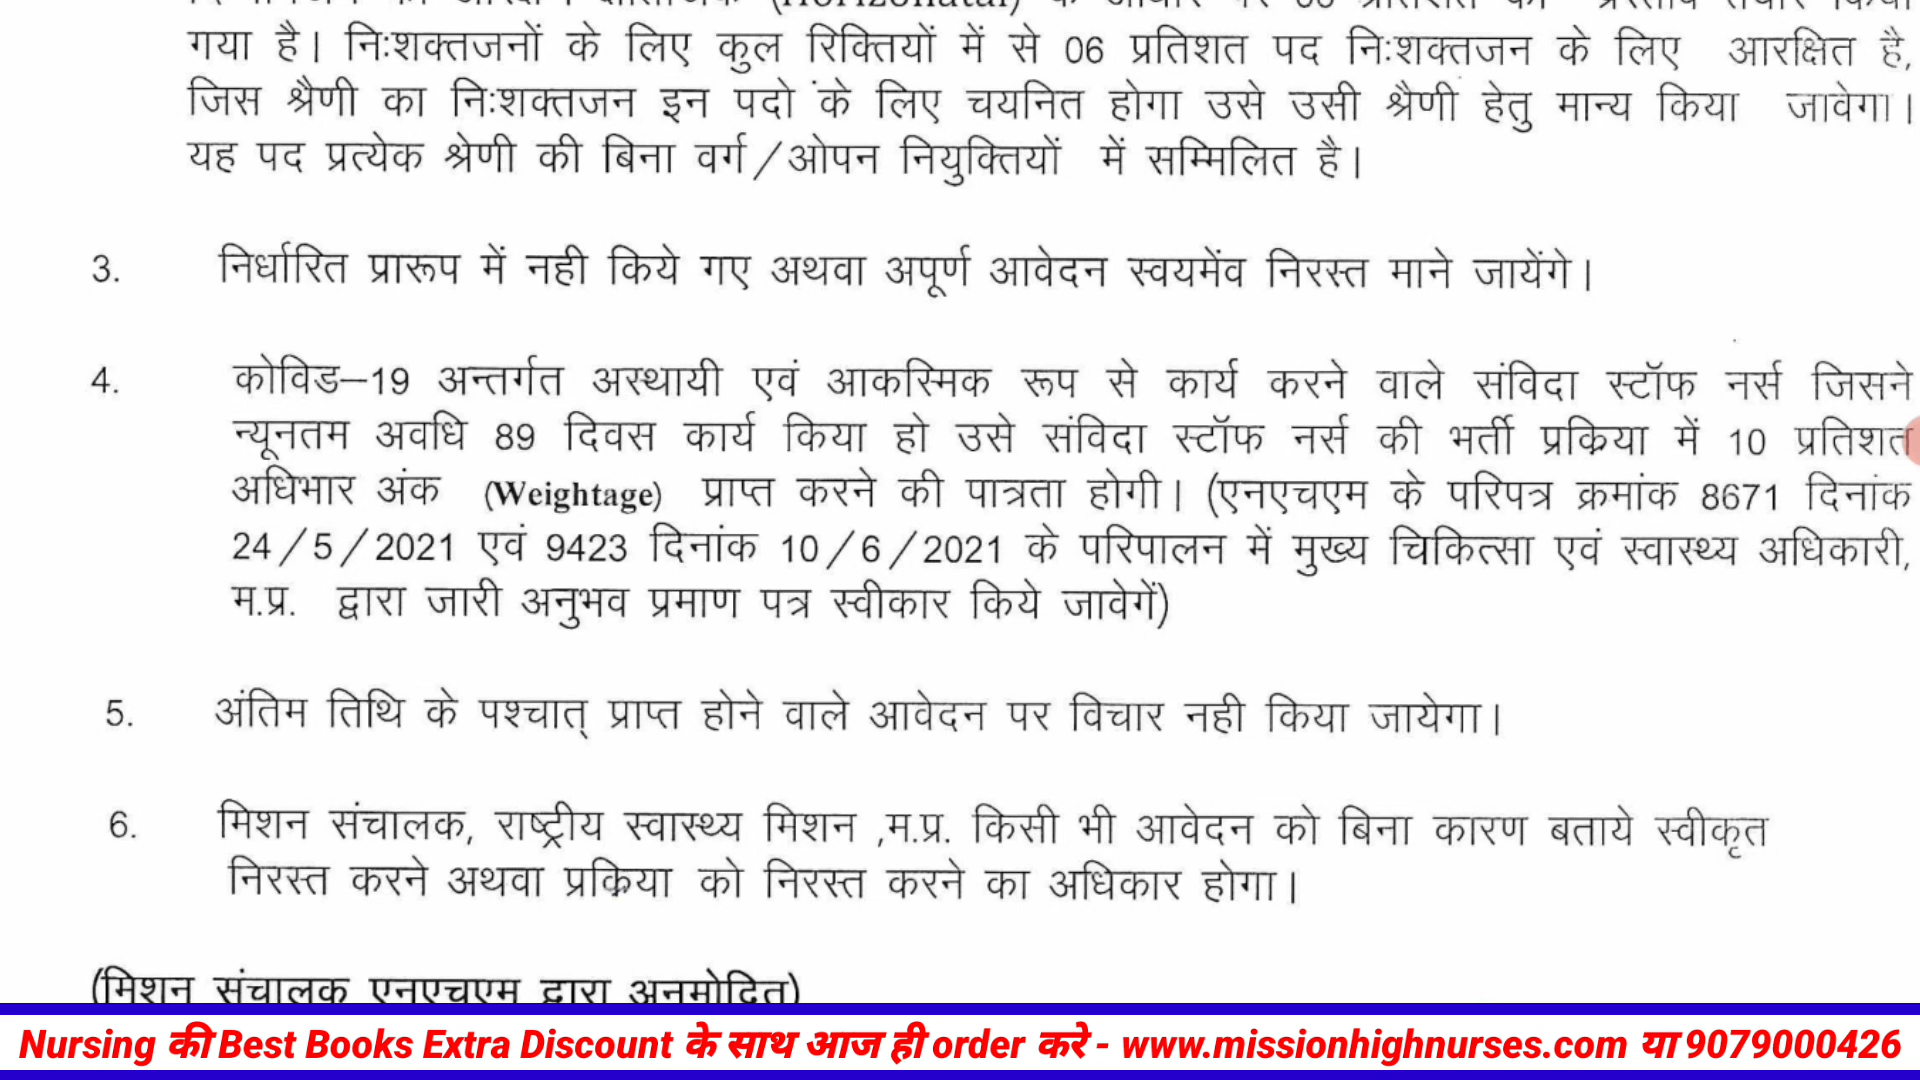 (Horizonatal)
गया है। निःशक्तजनों के लिए कुल रिक्तियों में से 06 प्रतिशत पद निःशक्तजन के लिए आरक्षित है,
जिस श्रैणी का निःशक्तजन इन पदो के लिए चयनित होगा उसे उसी श्रैणी हेतु मान्य किया जावेगा।
यह पद प्रत्येक श्रेणी की बिना वर्ग/ओपन नियुक्तियों में सम्मिलित है।
3. निर्धारित प्रारूप में नही किये गए अथवा अपूर्ण आवेदन स्वयमेंव निरस्त माने जायेंगे।
4. कोविड–19 अन्तर्गत अस्थायी एवं आकस्मिक रूप से कार्य करने वाले संविदा स्टॉफ नर्स जिसने
न्यूनतम अवधि 89 दिवस कार्य किया हो उसे संविदा स्टॉफ नर्स की भर्ती प्रक्रिया में 10 प्रतिशत
अधिभार अंक (Weightage) प्राप्त करने की पात्रता होगी। (एनएचएम के परिपत्र क्रमांक 8671 दिनांक
24/5/2021 एवं 9423 दिनांक 10/6/2021 के परिपालन में मुख्य चिकित्सा एवं स्वास्थ्य अधिकारी,
म.प्र. द्वारा जारी अनुभव प्रमाण पत्र स्वीकार किये जावेगें)
5. अंतिम तिथि के पश्चात् प्राप्त होने वाले आवेदन पर विचार नही किया जायेगा।
6. मिशन संचालक, राष्ट्रीय स्वास्थ्य मिशन ,म.प्र. किसी भी आवेदन को बिना कारण बताये स्वीकृत
निरस्त करने अथवा प्रक्रिया को निरस्त करने का अधिकार होगा।
(मिशन संचालक एनएचएम द्वारा अनुमोदित)
Nursing की Best Books Extra Discount के साथ आज ही order करे - www.missionhighnurses.com या 9079000426